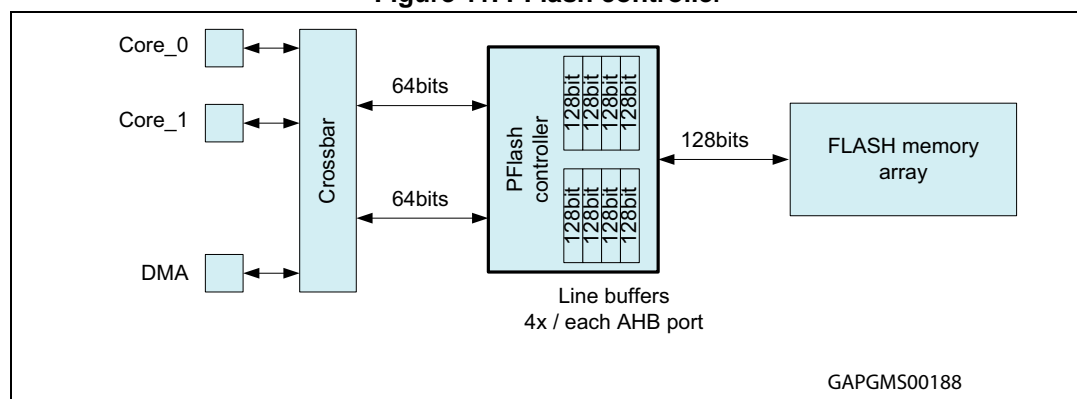 Figure 11. PFlash controller
Core_0
Core_1
DMA
Crossbar
64bits
64bits
PFlash
controller
128bit
128bit
128bit
128bit
128bit
128bit
128bit
128bit
128bits
FLASH memory
array
Line buffers
4x / each AHB port
GAPGMS00188